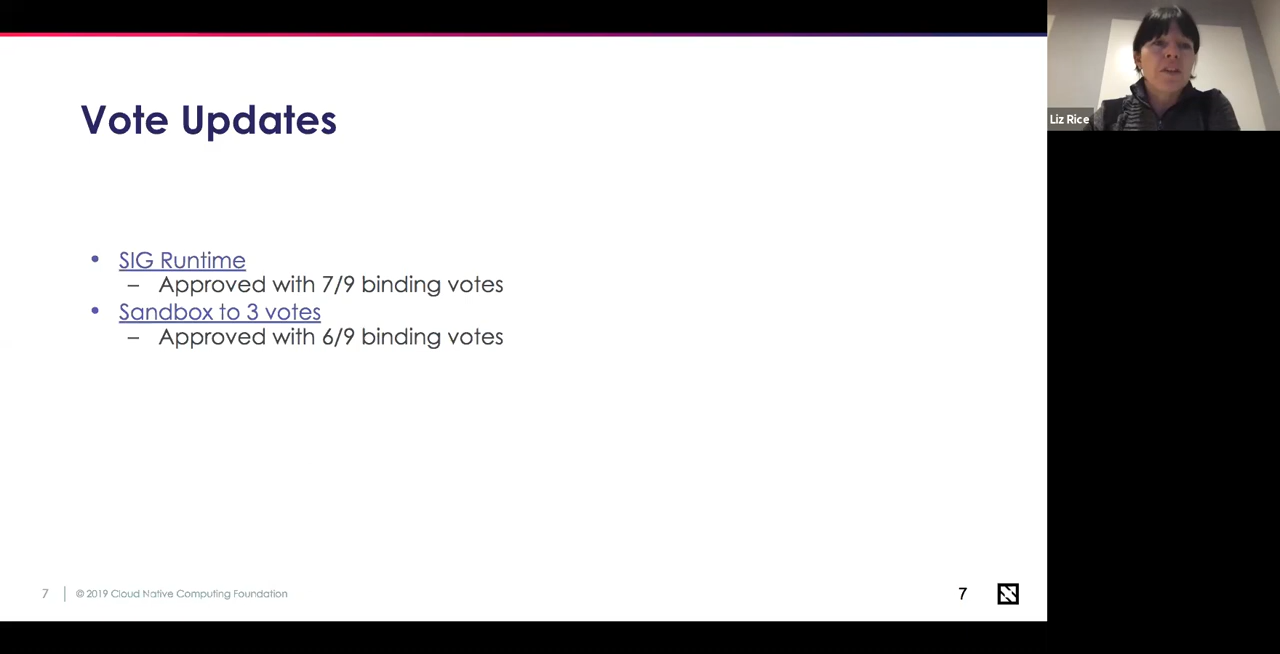 Vote Updates
• SIG Runtime
– Approved with 7/9 binding votes
• Sandbox to 3 votes
– Approved with 6/9 binding votes
7 | © 2019 Cloud Native Computing Foundation
7
Liz Rice